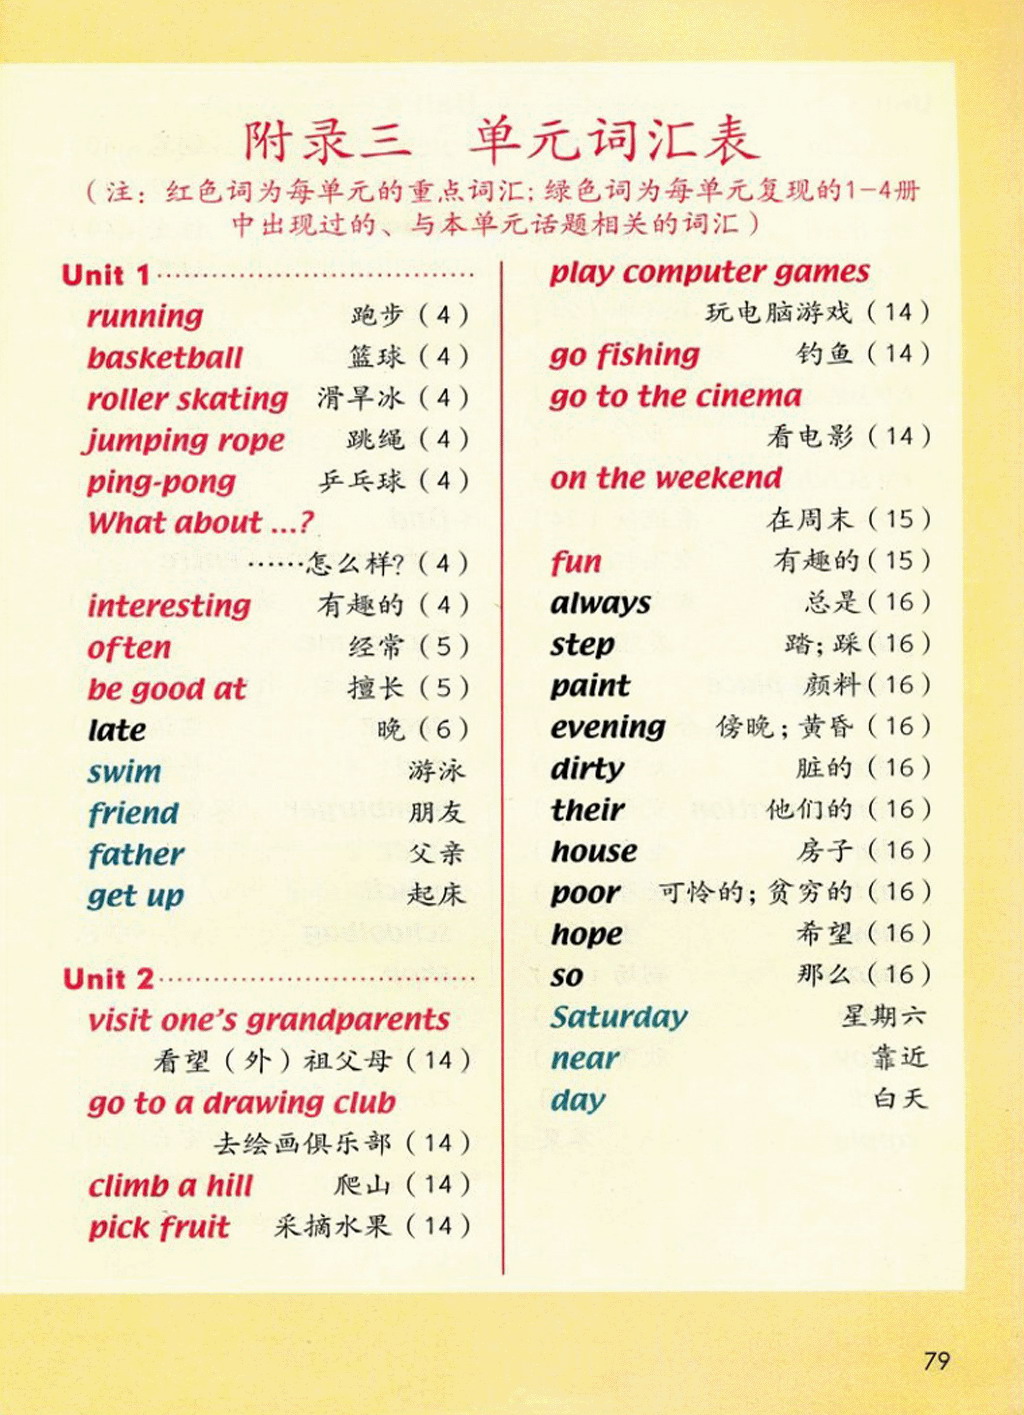 附录三 单元词汇表
（注：红色词为每单元的重点词汇；绿色词为每单元复现的1-4册
中出现过的、与本单元话题相关的词汇）
Unit 1
running 跑步（4）
basketball 篮球（4）
roller skating 滑旱冰（4）
jumping rope 跳绳（4）
ping-pong 乒乓球（4）
What about ...?
……怎么样?（4）
interesting 有趣的（4）
often 经常（5）
be good at 擅长（5）
late 晚（6）
swim 游泳
friend 朋友
father 父亲
get up 起床
Unit 2
visit one's grandparents
看望（外）祖父母（14）
go to a drawing club
去绘画俱乐部（14）
climb a hill 爬山（14）
pick fruit 采摘水果（14）
play computer games
玩电脑游戏（14）
go fishing 钓鱼（14）
go to the cinema
看电影（14）
on the weekend
在周末（15）
fun 有趣的（15）
always 总是（16）
step 踏；踩（16）
paint 颜料（16）
evening 傍晚；黄昏（16）
dirty 脏的（16）
their 他们的（16）
house 房子（16）
poor 可怜的；贫穷的（16）
hope 希望（16）
so 那么（16）
Saturday 星期六
near 靠近
day 白天
79